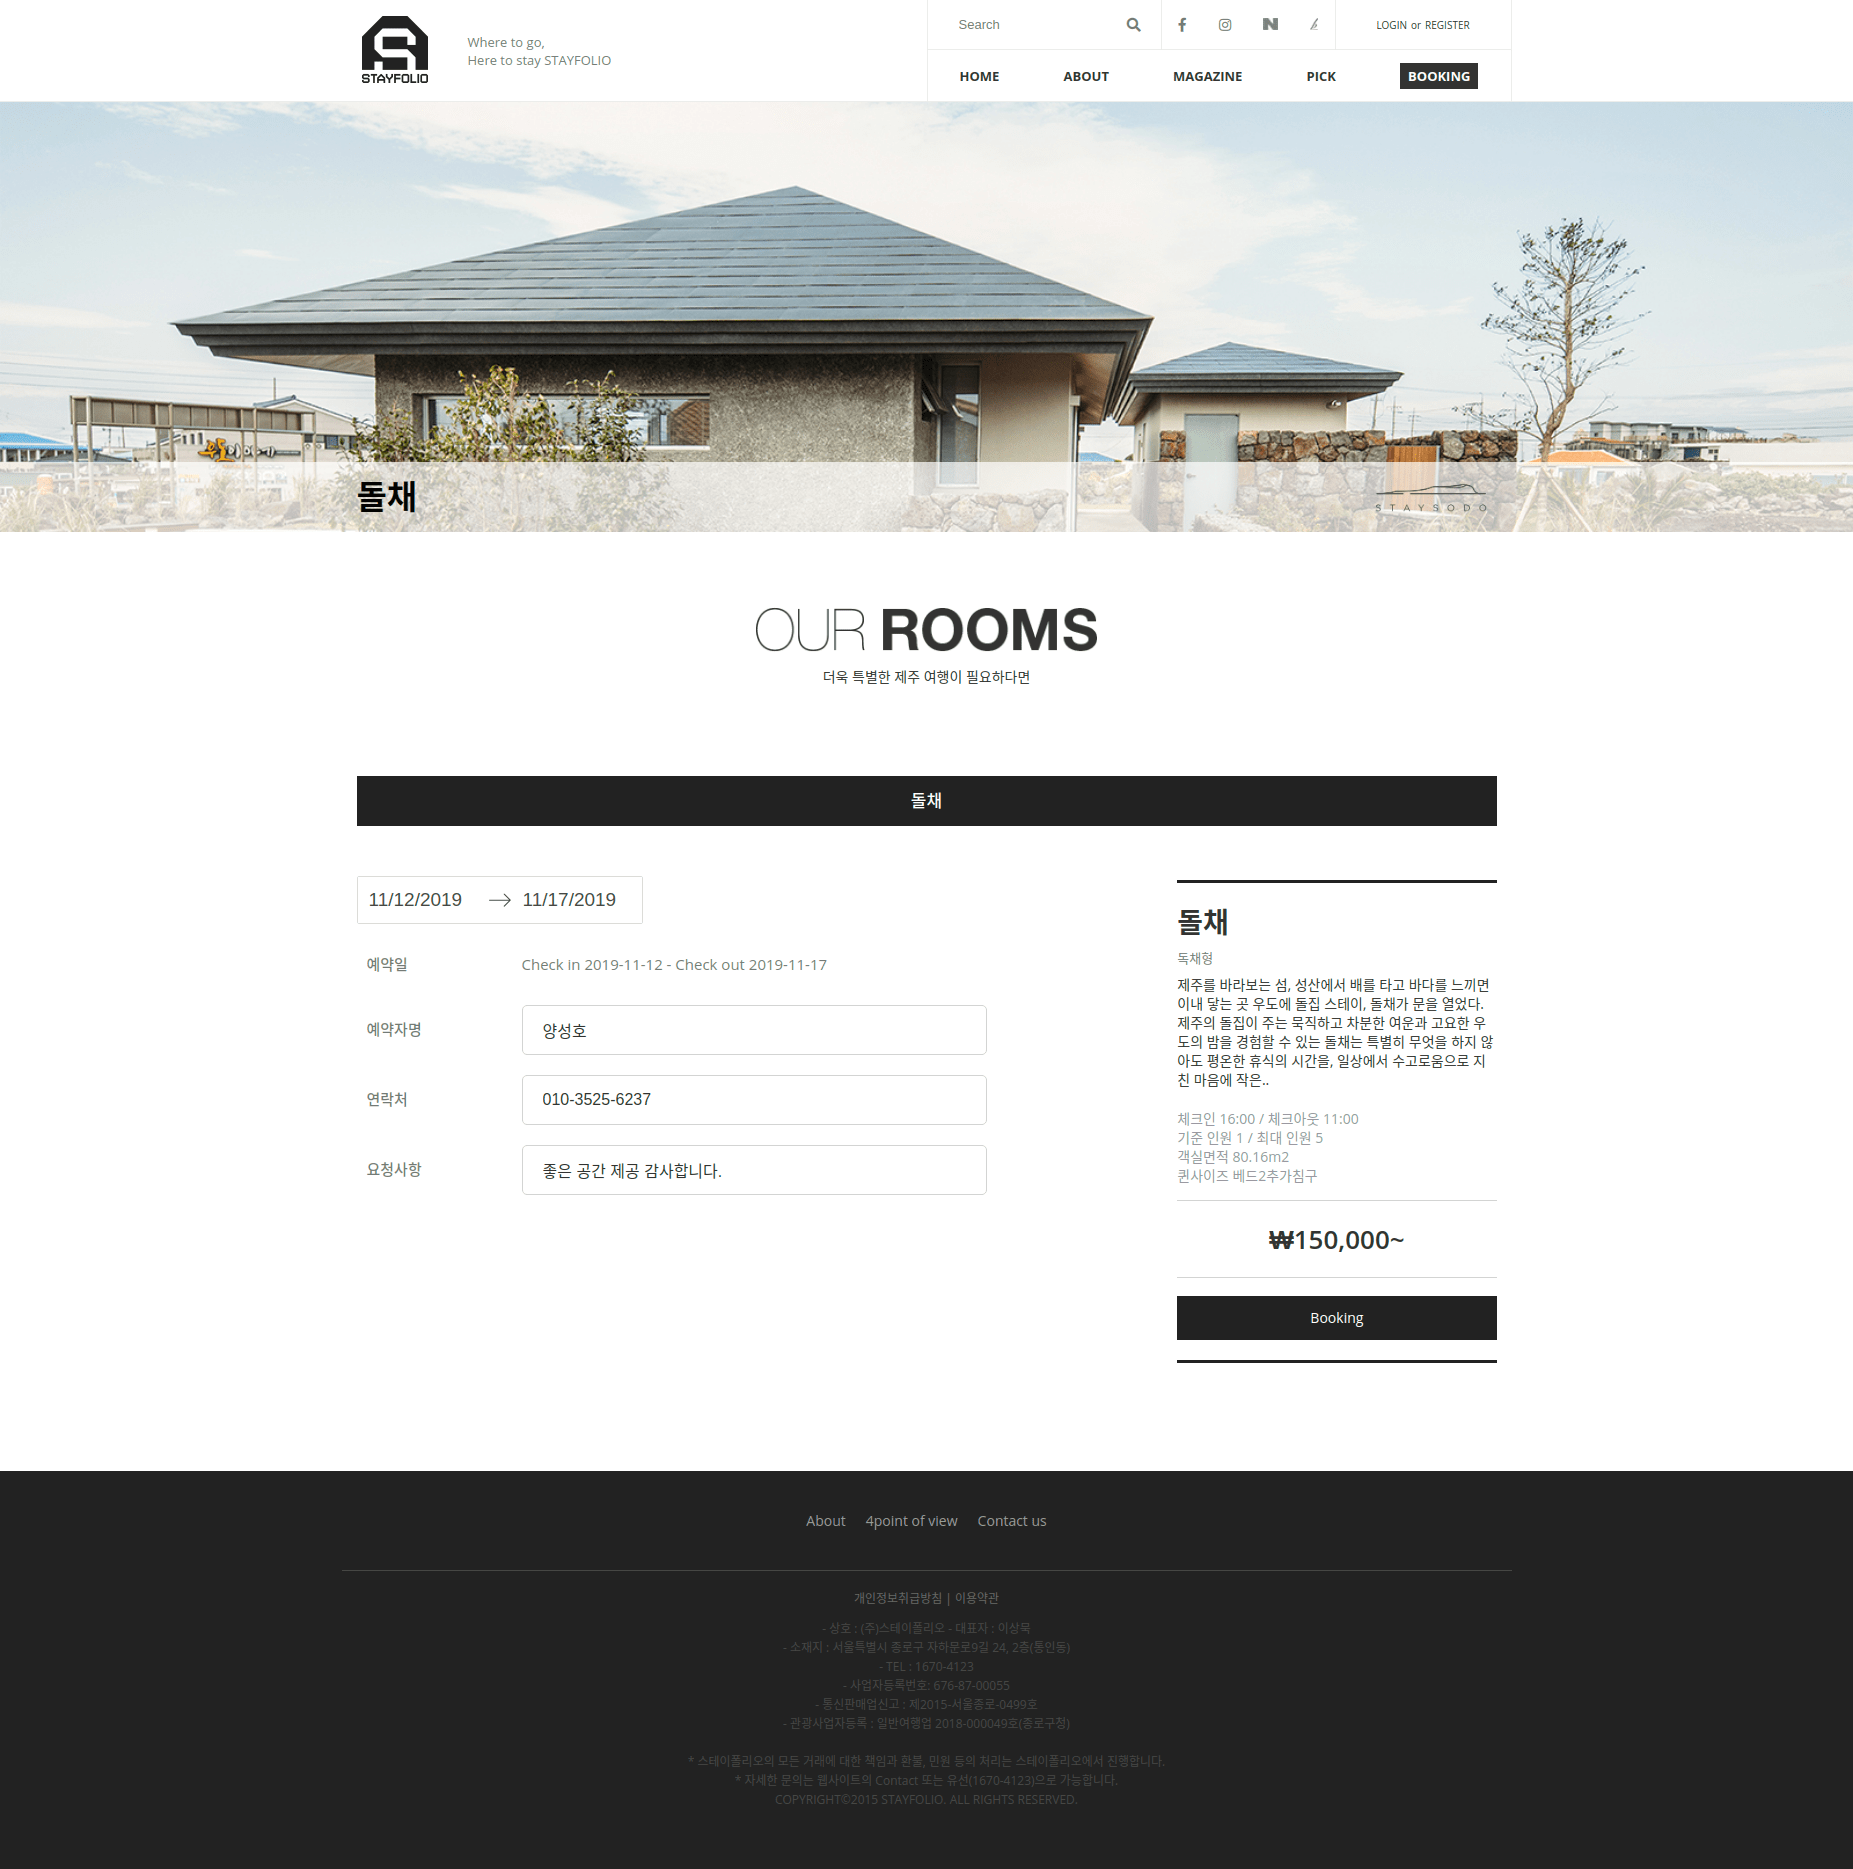 STAYFOLIO
Where to go,
Here to stay STAYFOLIO
Search
LOGIN or REGISTER
HOME
ABOUT
MAGAZINE
PICK
BOOKING
돌채
STAYSODO
OUR ROOMS
더욱 특별한 제주 여행이 필요하다면
돌채
11/12/2019
11/17/2019
예약일
Check in 2019-11-12 - Check out 2019-11-17
예약자명
양성호
연락처
010-3525-6237
요청사항
좋은 공간 제공 감사합니다.
돌채
독채형
제주를 바라보는 섬, 성산에서 배를 타고 바다를 느끼면
이내 닿는 곳 우도에 돌집 스테이, 돌채가 문을 열었다.
제주의 돌집이 주는 묵직하고 차분한 여운과 고요한 우
도의 밤을 경험할 수 있는 돌채는 특별히 무엇을 하지 않
아도 평온한 휴식의 시간을, 일상에서 수고로움으로 지
친 마음에 작은..
체크인 16:00 / 체크아웃 11:00
기준 인원 1 / 최대 인원 5
객실면적 80.16m2
퀸사이즈 베드2추가침구
₩150,000~
Booking
About
4point of view
Contact us
개인정보취급방침 | 이용약관
- 상호 : (주)스테이폴리오 - 대표자 : 이상묵
- 소재지 : 서울특별시 종로구 자하문로9길 24, 2층(통인동)
- TEL : 1670-4123
- 사업자등록번호: 676-87-00055
- 통신판매업신고 : 제2015-서울종로-0499호
- 관광사업자등록 : 일반여행업 2018-000049호(종로구청)
* 스테이폴리오의 모든 거래에 대한 책임과 환불, 민원 등의 처리는 스테이폴리오에서 진행합니다.
* 자세한 문의는 웹사이트의 Contact 또는 유선(1670-4123)으로 가능합니다.
COPYRIGHT©2015 STAYFOLIO. ALL RIGHTS RESERVED.